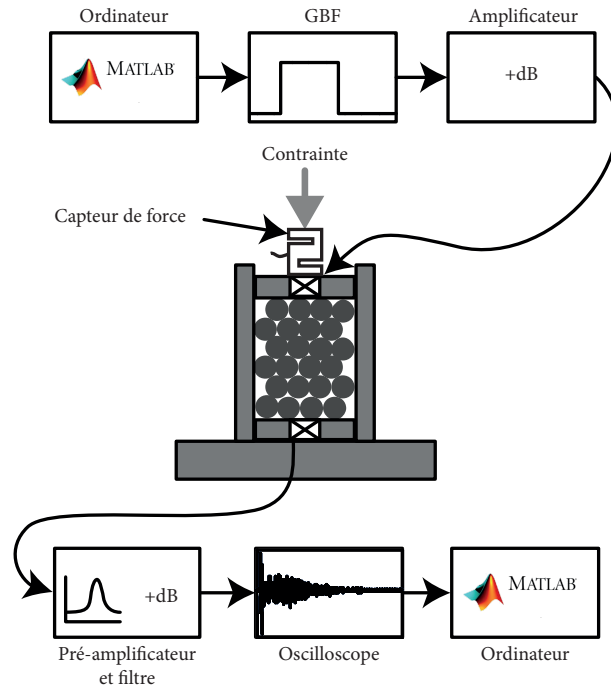 Ordinateur
GBF
Amplificateur
MATLAB
+dB
Contrainte
Capteur de force
+dB
MATLAB
Pré-amplificateur
et filtre
Oscilloscope
Ordinateur